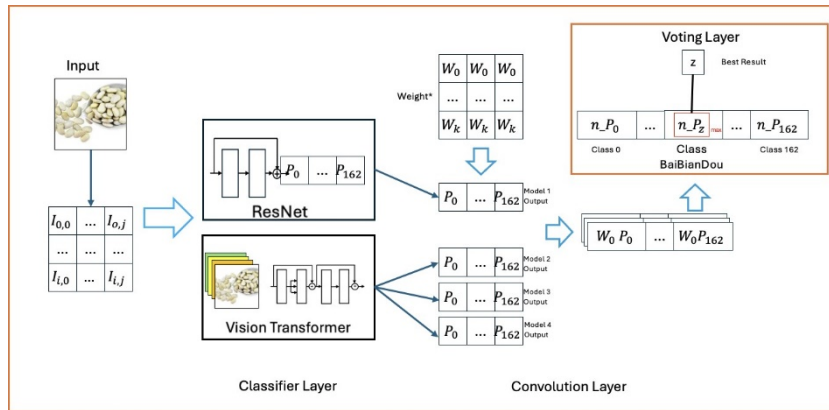 Input
I0,0 ... Io,j
... ... ...
Ii,0 ... Ii,j
P0 ... P162
ResNet
Vision Transformer
Classifier Layer
Weight*
W0 W0 W0
... ... ...
Wk Wk Wk
P0 ... P162
Model 1
Output
P0 ... P162
Model 2
Output
P0 ... P162
Model 3
Output
P0 ... P162
Model 4
Output
Convolution Layer
W0 P0 ... W0P162
Voting Layer
z Best Result
n_P0 ... n_Pz max ... n_P162
Class 0 Class Class 162
BaiBianDou